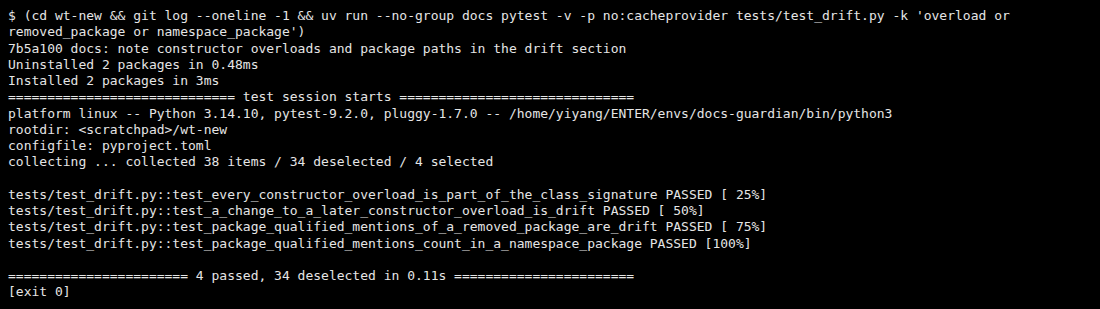 $ (cd wt-new && git log --oneline -1 && uv run --no-group docs pytest -v -p no:cacheprovider tests/test_drift.py -k 'overload or
removed_package or namespace_package')
7b5a100 docs: note constructor overloads and package paths in the drift section
Uninstalled 2 packages in 0.48ms
Installed 2 packages in 3ms
============================= test session starts ==============================
platform linux -- Python 3.14.10, pytest-9.2.0, pluggy-1.7.0 -- /home/yiyang/ENTER/envs/docs-guardian/bin/python3
rootdir: <scratchpad>/wt-new
configfile: pyproject.toml
collecting ... collected 38 items / 34 deselected / 4 selected

tests/test_drift.py::test_every_constructor_overload_is_part_of_the_class_signature PASSED [ 25%]
tests/test_drift.py::test_a_change_to_a_later_constructor_overload_is_drift PASSED [ 50%]
tests/test_drift.py::test_package_qualified_mentions_of_a_removed_package_are_drift PASSED [ 75%]
tests/test_drift.py::test_package_qualified_mentions_count_in_a_namespace_package PASSED [100%]

======================= 4 passed, 34 deselected in 0.11s =======================
[exit 0]